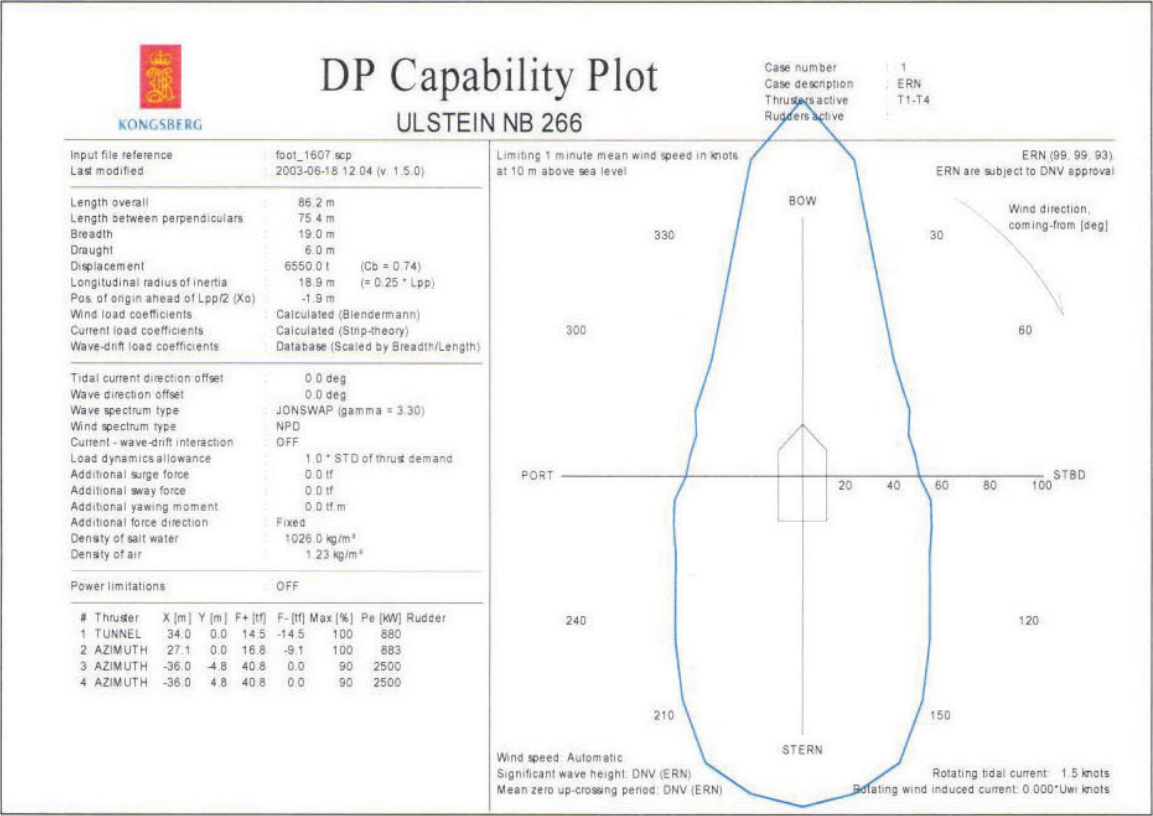 DP Capability Plot
ULSTEIN NB 266
KONGSBERG
Case number : 1
Case description : ERN
Thrusters active : T1-T4
Rudders active :
Input file reference : foot_1607.scp
Last modified : 2003-06-18 12.04 (v. 1.5.0)
Length overall : 86.2 m
Length between perpendiculars : 75.4 m
Breadth : 19.0 m
Draught : 6.0 m
Displacement : 6550.0 t (Cb = 0.74)
Longitudinal radius of inertia : 18.9 m (= 0.25 * Lpp)
Pos. of origin ahead of Lpp/2 (Xo) : -1.9 m
Wind load coefficients : Calculated (Blendermann)
Current load coefficients : Calculated (Strip-theory)
Wave-drift load coefficients : Database (Scaled by Breadth/Length)
Tidal current direction offset : 0.0 deg
Wave direction offset : 0.0 deg
Wave spectrum type : JONSWAP (gamma = 3.30)
Wind spectrum type : NPD
Current - wave-drift interaction : OFF
Load dynamics allowance : 1.0 * STD of thrust demand
Additional surge force : 0.0 tf
Additional sway force : 0.0 tf
Additional yawing moment : 0.0 tf m
Additional force direction : Fixed
Density of salt water : 1026.0 kg/m³
Density of air : 1.23 kg/m³
Power limitations : OFF
# Thruster X [m] Y [m] F+ [tf] F- [tf] Max [%] Pe [kW] Rudder
1 TUNNEL 34.0 0.0 14.5 -14.5 100 880
2 AZIMUTH 27.1 0.0 16.8 -9.1 100 883
3 AZIMUTH -36.0 -4.8 40.8 0.0 90 2500
4 AZIMUTH -36.0 4.8 40.8 0.0 90 2500
Limiting 1 minute mean wind speed in knots
at 10 m above sea level
ERN (99, 99, 93)
ERN are subject to DNV approval
Wind direction,
coming-from [deg]
BOW
330
30
300
60
PORT
20 40 60 80 100
STBD
240
120
210
150
STERN
Wind speed: Automatic
Significant wave height: DNV (ERN)
Mean zero up-crossing period: DNV (ERN)
Rotating tidal current: 1.5 knots
Rotating wind induced current: 0.000*Uwi knots